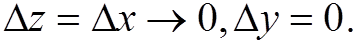 Δz = Δx → 0, Δy = 0.